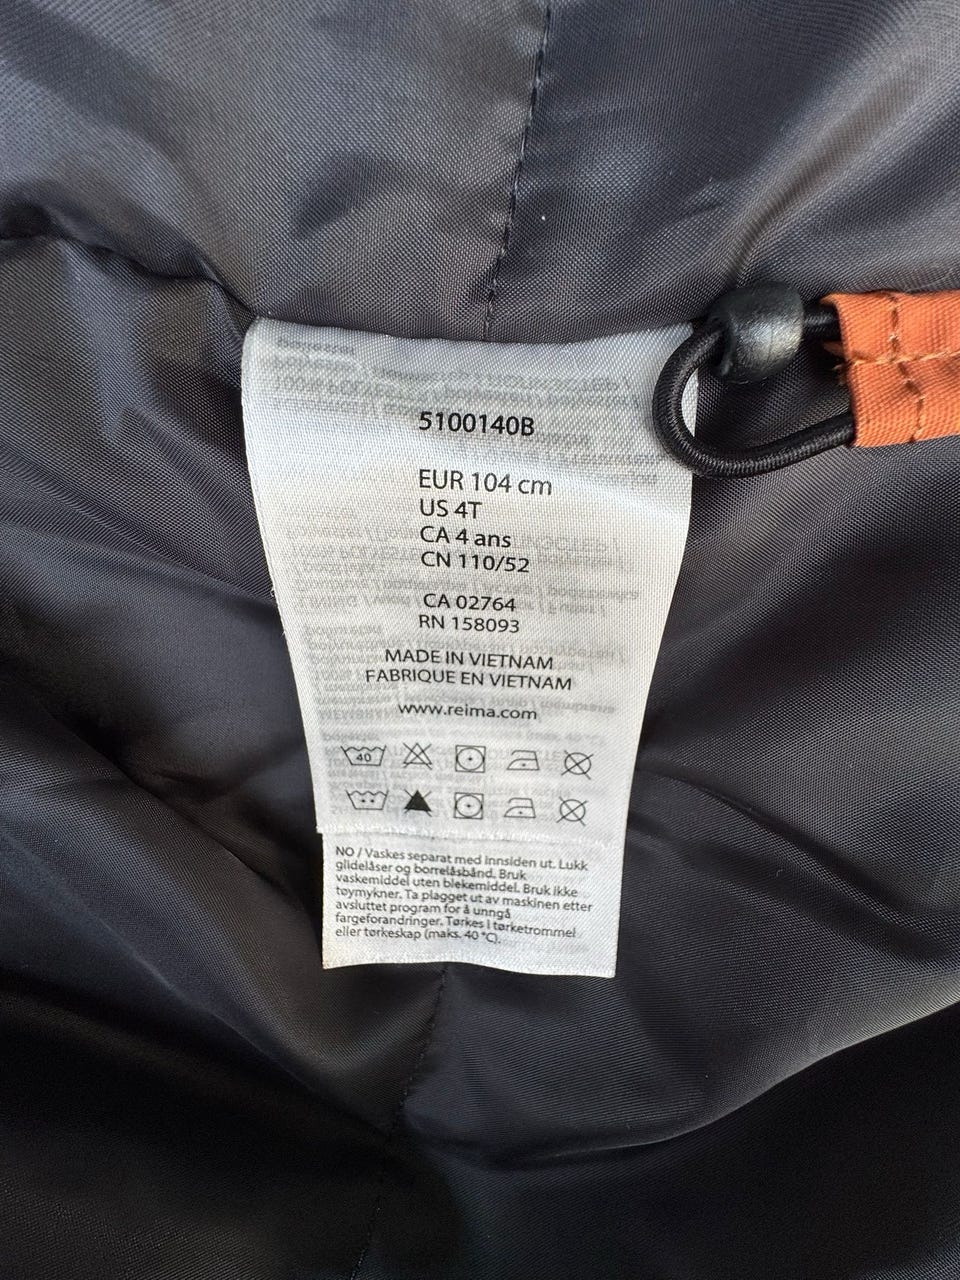 5100140B
EUR 104 cm
US 4T
CA 4 ans
CN 110/52
CA 02764
RN 158093
MADE IN VIETNAM
FABRIQUE EN VIETNAM
www.reima.com
40
NO / Vaskes separat med innsiden ut. Lukk
glidelåser og borrelåsbånd. Bruk
vaskemiddel uten blekemiddel. Bruk ikke
tøymykner. Ta plagget ut av maskinen etter
avsluttet program for å unngå
fargeforandringer. Tørkes i tørketrommel
eller tørkeskap (maks. 40 °C).